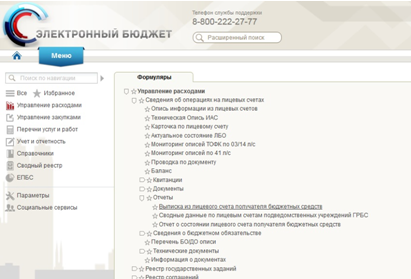 Телефон службы поддержки
8-800-222-27-77
ЭЛЕКТРОННЫЙ БЮДЖЕТ
Расширенный поиск
Меню
Поиск по навигации
Все
Избранное
Управление расходами
Управление закупками
Перечни услуг и работ
Учет и отчетность
Справочники
Сводный реестр
ЕПБС
Параметры
Социальные сервисы
Формуляры
Управление расходами
Сведения об операциях на лицевых счетах
Опись информации из лицевых счетов
Техническая Опись ИАС
Карточка по лицевому счету
Актуальное состояние ЛБО
Мониторинг описей ТОФК по 03/14 л/с
Мониторинг описей по 41 л/с
Проводка по документу
Баланс
Квитанции
Документы
Отчеты
Выписка из лицевого счета получателя бюджетных средств
Сводные данные по лицевым счетам подведомственных учреждений ГРБС
Отчет о состоянии лицевого счета получателя бюджетных средств
Сведения о бюджетном обязательстве
Перечень БОДО описи
Технические документы
Информация о документах
Реестр государственных заданий
Реестр соглашений